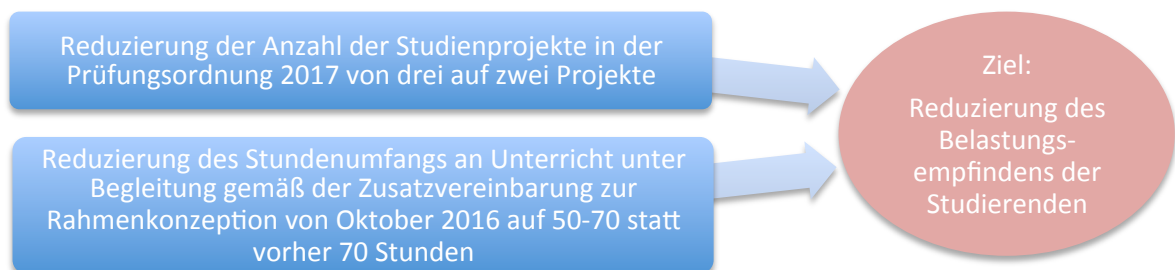 Reduzierung der Anzahl der Studienprojekte in der
Prüfungsordnung 2017 von drei auf zwei Projekte
Reduzierung des Stundenumfangs an Unterricht unter
Begleitung gemäß der Zusatzvereinbarung zur
Rahmenkonzeption von Oktober 2016 auf 50-70 statt
vorher 70 Stunden
Ziel:
Reduzierung des
Belastungs-
empfindens der
Studierenden